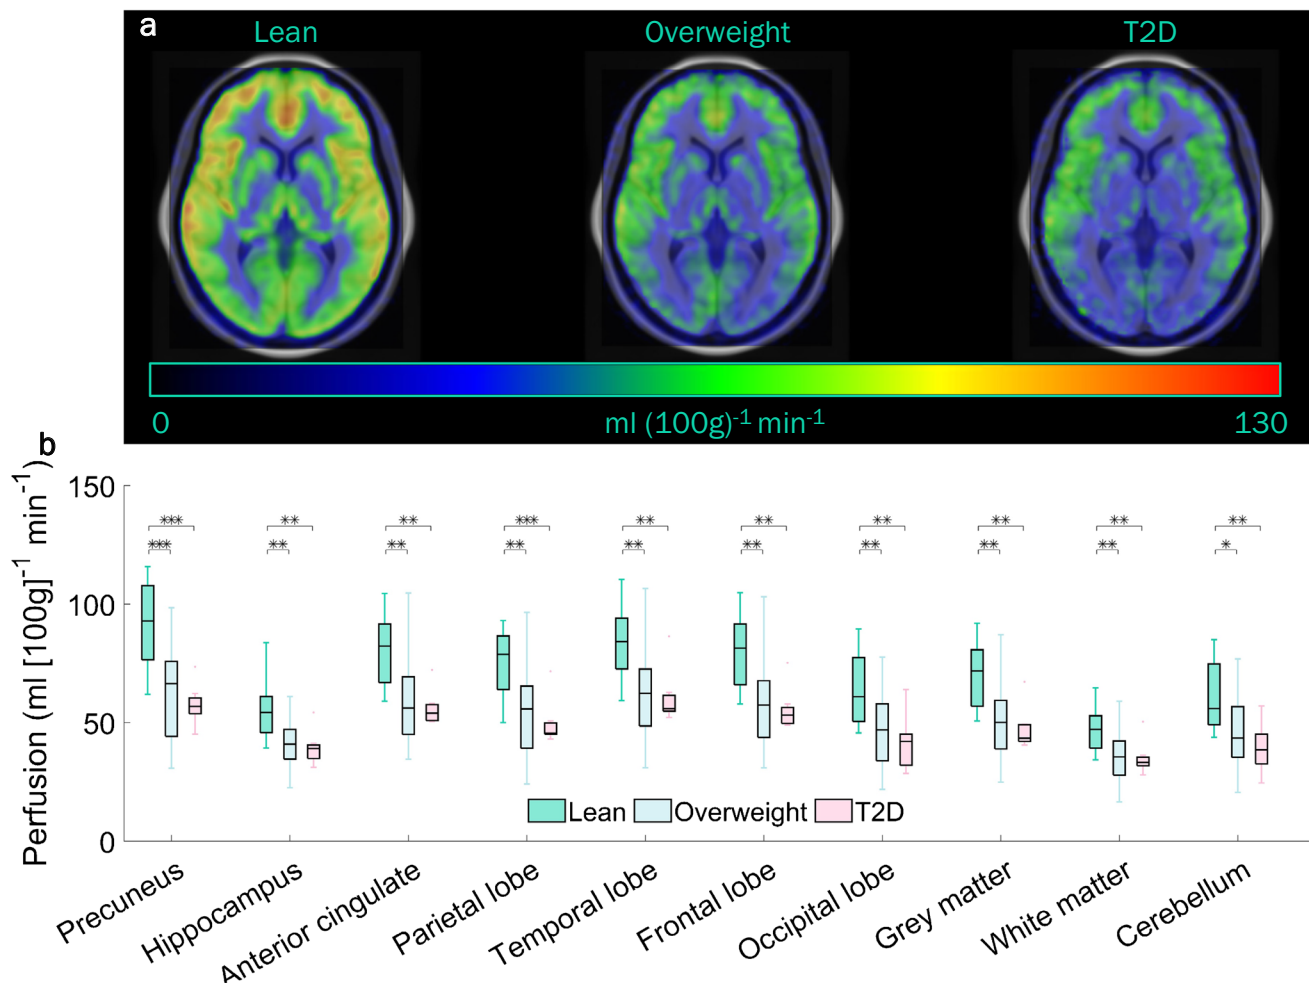 a
Lean
Overweight
T2D
0
ml (100g)-1 min-1
130
b
Perfusion (ml [100g]-1 min-1)
150
100
50
0
*** ** ** *** ** ** ** ** ** **
*** ** ** ** ** ** ** ** ** *
Lean
Overweight
T2D
Precuneus
Hippocampus
Anterior cingulate
Parietal lobe
Temporal lobe
Frontal lobe
Occipital lobe
Grey matter
White matter
Cerebellum